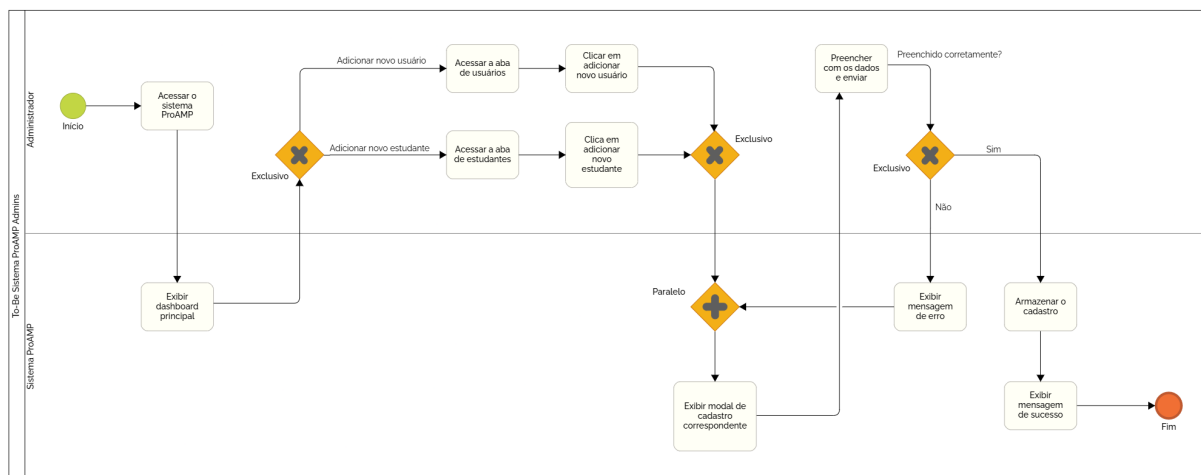 To-Be Sistema ProAMP Admins
Administrador
Início
Acessar o
sistema
ProAMP
Exclusivo
Adicionar novo usuário
Acessar a aba
de usuários
Clicar em
adicionar
novo usuário
Adicionar novo estudante
Acessar a aba
de estudantes
Clica em
adicionar
novo
estudante
Exclusivo
Preencher
com os dados
e enviar
Preenchido corretamente?
Exclusivo
Sim
Não
Sistema ProAMP
Exibir
dashboard
principal
Paralelo
Exibir modal de
cadastro
correspondente
Exibir
mensagem
de erro
Armazenar o
cadastro
Exibir
mensagem
de sucesso
Fim